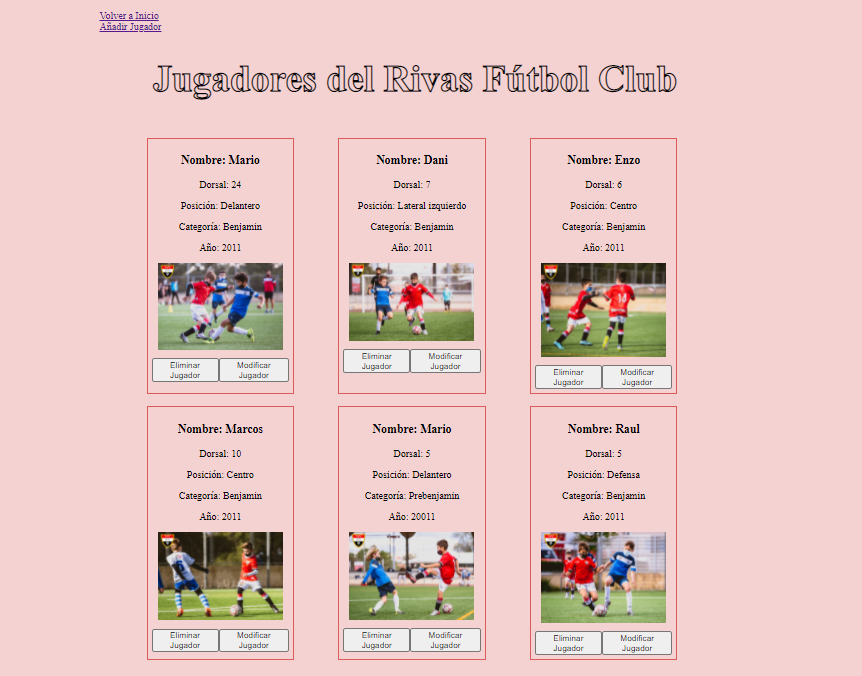 Volver a Inicio
Añadir Jugador
Jugadores del Rivas Fútbol Club
Nombre: Mario
Dorsal: 24
Posición: Delantero
Categoría: Benjamin
Año: 2011
Eliminar
Jugador
Modificar
Jugador
Nombre: Dani
Dorsal: 7
Posición: Lateral izquierdo
Categoría: Benjamin
Año: 2011
Eliminar
Jugador
Modificar
Jugador
Nombre: Enzo
Dorsal: 6
Posición: Centro
Categoría: Benjamin
Año: 2011
14
Eliminar
Jugador
Modificar
Jugador
Nombre: Marcos
Dorsal: 10
Posición: Centro
Categoría: Benjamin
Año: 2011
Eliminar
Jugador
Modificar
Jugador
Nombre: Mario
Dorsal: 5
Posición: Delantero
Categoría: Prebenjamin
Año: 20011
Eliminar
Jugador
Modificar
Jugador
Nombre: Raul
Dorsal: 5
Posición: Defensa
Categoría: Benjamin
Año: 2011
Eliminar
Jugador
Modificar
Jugador